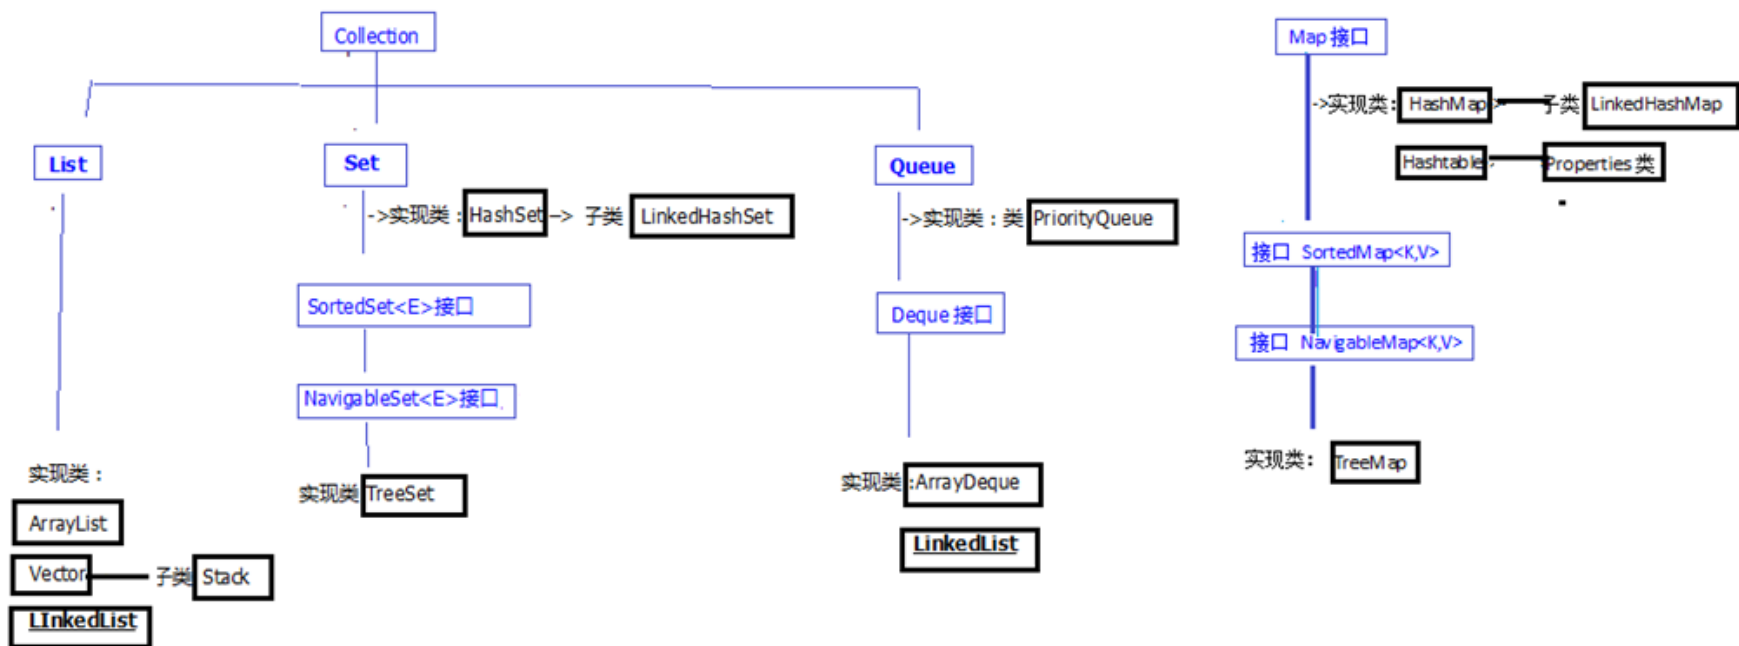 Collection
List
Set
->实现类：HashSet —> 子类 LinkedHashSet
SortedSet<E>接口
NavigableSet<E>接口
实现类 TreeSet
实现类：
ArrayList
Vector 子类 Stack
LInkedList
Queue
->实现类：类 PriorityQueue
Deque 接口
实现类：ArrayDeque
LinkedList
Map 接口
->实现类：HashMap 子类 LinkedHashMap
Hashtable Properties 类
接口 SortedMap<K,V>
接口 NavigableMap<K,V>
实现类： TreeMap